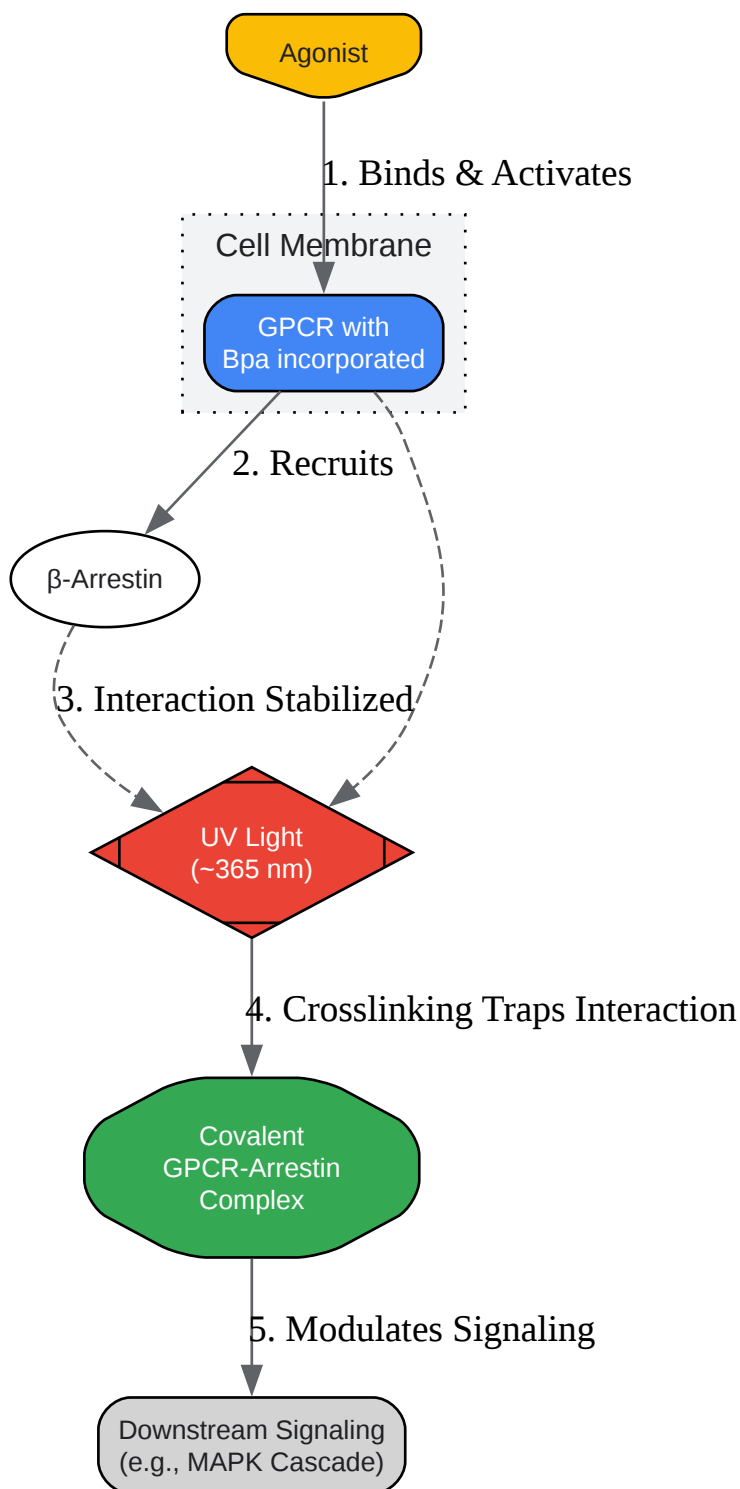 Agonist
1. Binds & Activates
Cell Membrane
GPCR with
Bpa incorporated
2. Recruits
β-Arrestin
3. Interaction Stabilized
UV Light
(~365 nm)
4. Crosslinking Traps Interaction
Covalent
GPCR-Arrestin
Complex
5. Modulates Signaling
Downstream Signaling
(e.g., MAPK Cascade)